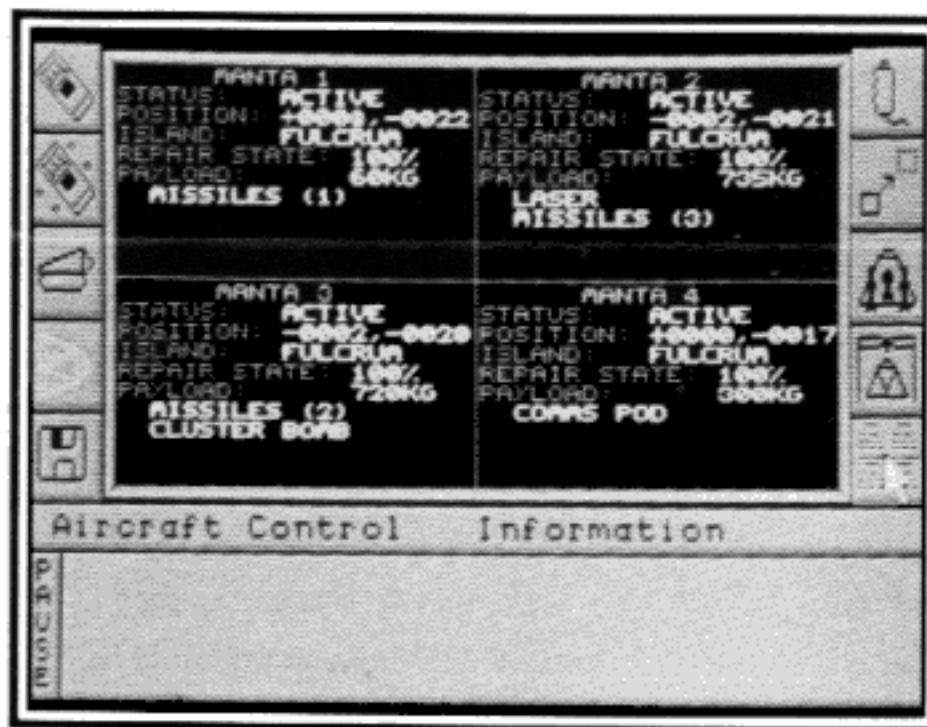 MANTA 1
STATUS: ACTIVE
POSITION:
ISLAND: FULCRUM
REPAIR STATE: 100%
PAYLOAD: 60KG
MISSILES (1)
MANTA 2
STATUS: ACTIVE
POSITION: -0002,-0021
ISLAND: FULCRUM
REPAIR STATE: 100%
PAYLOAD: 735KG
LASER
MISSILES (3)
MANTA 3
STATUS: ACTIVE
POSITION: -0002,-0020
ISLAND: FULCRUM
REPAIR STATE: 100%
PAYLOAD: 720KG
MISSILES (2)
CLUSTER BOMB
MANTA 4
STATUS: ACTIVE
POSITION: +0000,-0017
ISLAND: FULCRUM
REPAIR STATE: 100%
PAYLOAD: 300KG
COMMS POD
Aircraft Control Information